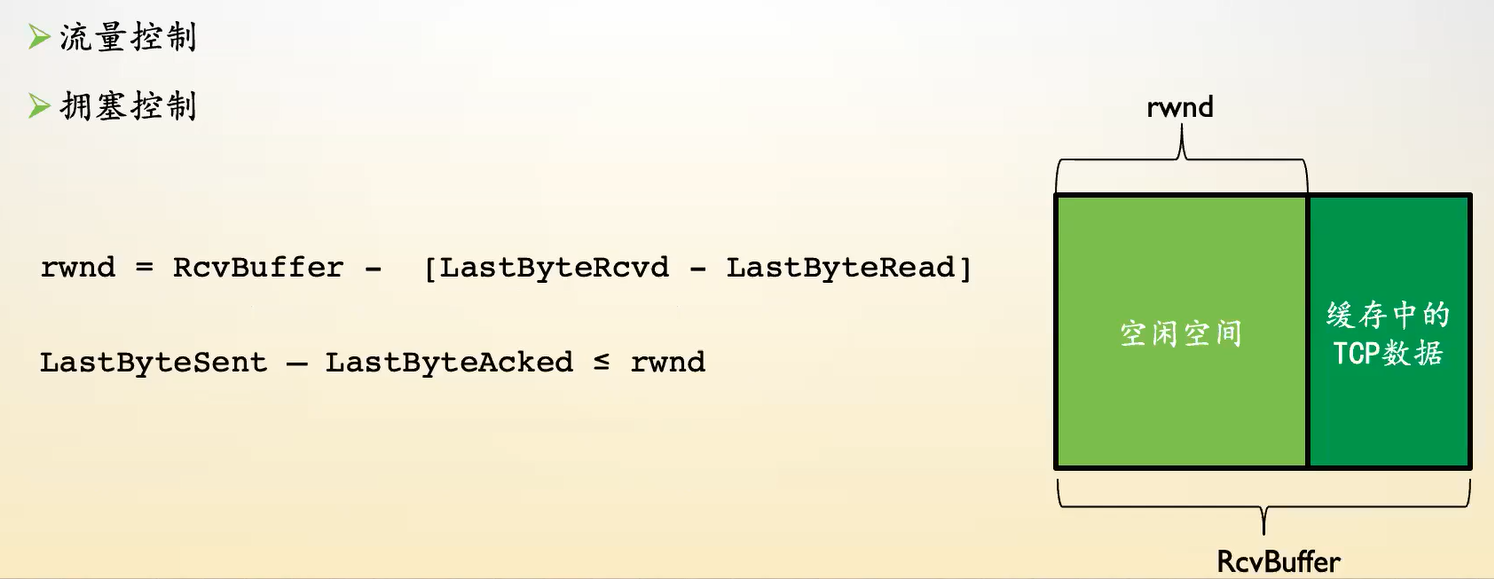 流量控制
拥塞控制
rwnd = RcvBuffer - [LastByteRcvd - LastByteRead]
LastByteSent — LastByteAcked ≤ rwnd
rwnd
空闲空间
缓存中的
TCP数据
RcvBuffer